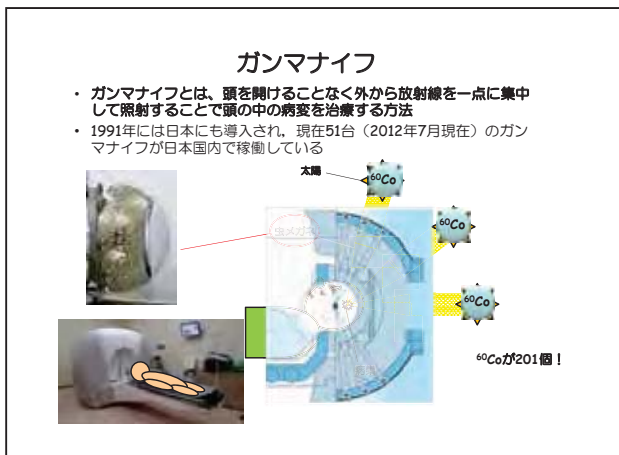 ガンマナイフ
• ガンマナイフとは、頭を開けることなく外から放射線を一点に集中
して照射することで頭の中の病変を治療する方法
• 1991年には日本にも導入され，現在51台（2012年7月現在）のガン
マナイフが日本国内で稼働している
太陽
⁶⁰Co
虫メガネ
⁶⁰Co
⁶⁰Co
⁶⁰Coが201個！